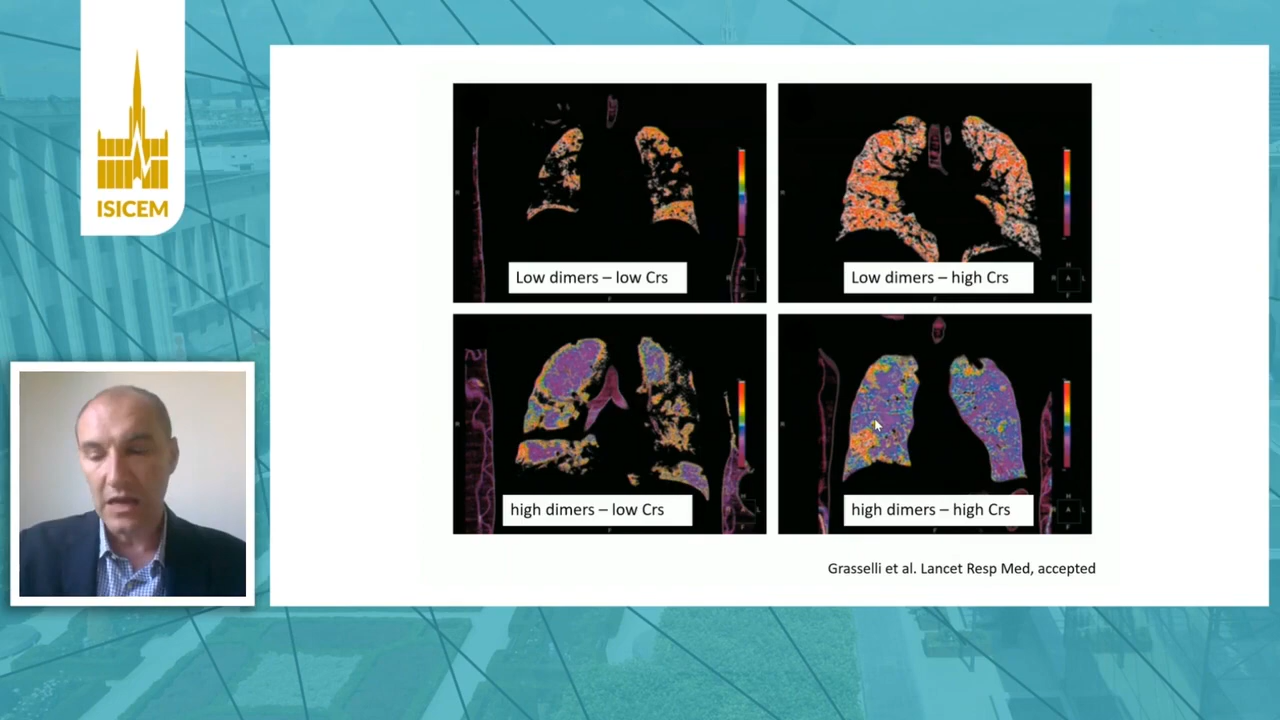 ISICEM
Low dimers – low Crs
Low dimers – high Crs
high dimers – low Crs
high dimers – high Crs
Grasselli et al. Lancet Resp Med, accepted